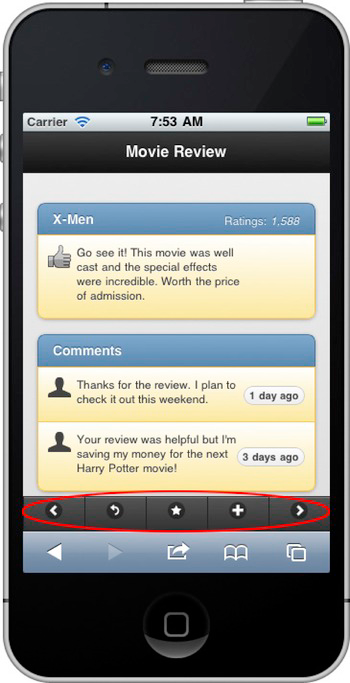 Carrier 7:53 AM
Movie Review
X-Men Ratings: 1,588
Go see it! This movie was well
cast and the special effects
were incredible. Worth the price
of admission.
Comments
Thanks for the review. I plan to
check it out this weekend.
1 day ago
Your review was helpful but I'm
saving my money for the next
Harry Potter movie!
3 days ago